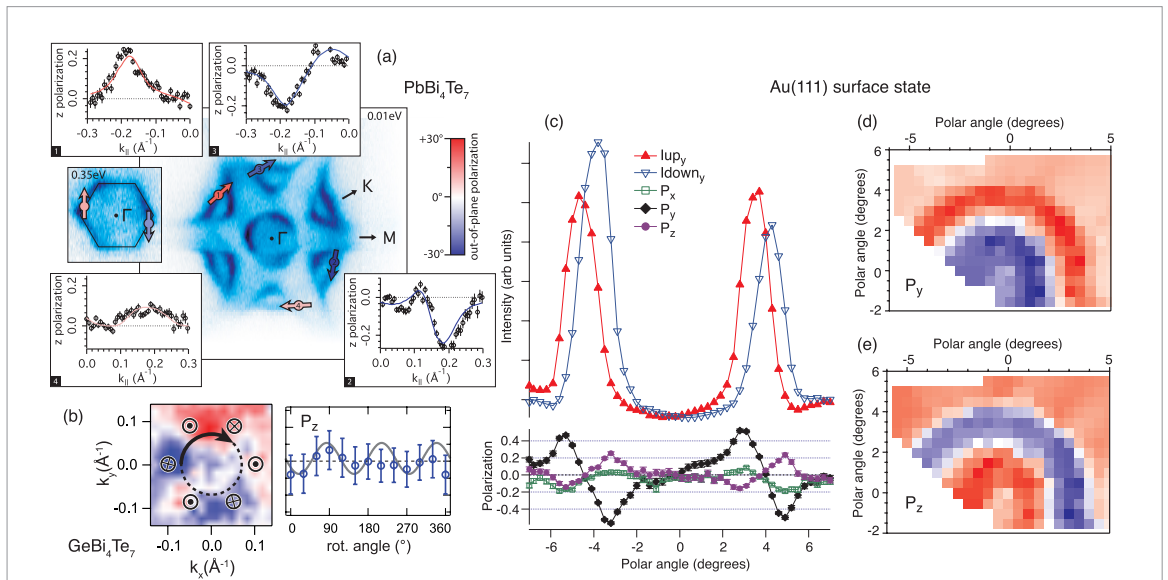 (a)
PbBi4Te7
z polarization
0.2
0.0
-0.3 -0.2 -0.1 0.0
k|| (Å-1)
1
z polarization
0.0
-0.2
-0.3 -0.2 -0.1 0.0
k|| (Å-1)
3
0.01eV
0.35eV
Γ
Γ
K
M
4
+30°
out-of-plane polarization
-30°
z polarization
0.2
0.0
0.0 0.1 0.2 0.3
k|| (Å-1)
4
z polarization
0.0
-0.2
0.0 0.1 0.2 0.3
k|| (Å-1)
2
(b)
ky(Å-1)
0.1
0.0
-0.1
-0.1 0.0 0.1
kx(Å-1)
GeBi4Te7
Pz
0 90 180 270 360
rot. angle (°)
Au(111) surface state
(c)
Iupy
Idowny
Px
Py
Pz
Intensity (arb units)
Polarization
0.4
0.2
0.0
-0.2
-0.4
-6 -4 -2 0 2 4 6
Polar angle (degrees)
(d)
Polar angle (degrees)
-5 0 5
Polar angle (degrees)
6
4
2
0
-2
Py
(e)
Polar angle (degrees)
-5 0 5
Polar angle (degrees)
6
4
2
0
-2
Pz